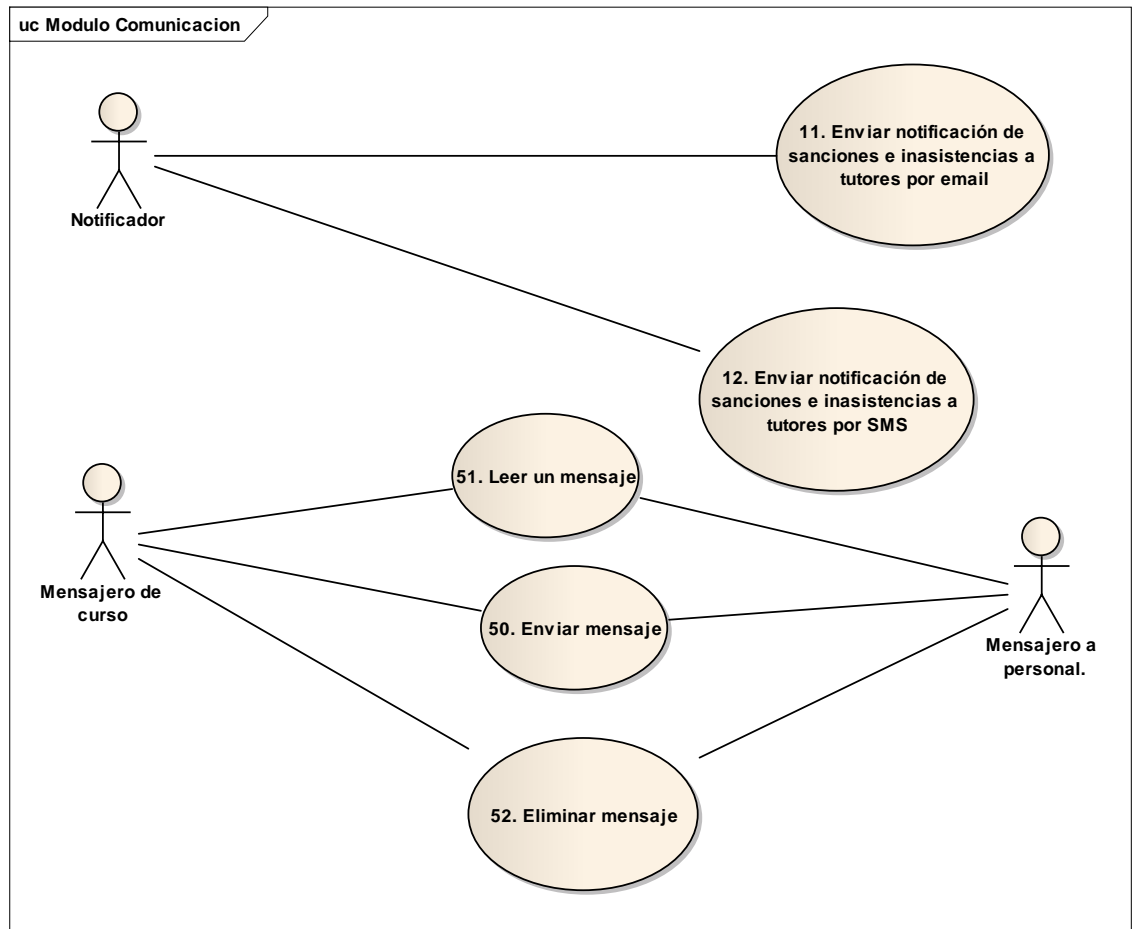 uc Modulo Comunicacion
11. Enviar notificación de
sanciones e inasistencias a
tutores por email
Notificador
12. Enviar notificación de
sanciones e inasistencias a
tutores por SMS
51. Leer un mensaje
Mensajero de
curso
50. Enviar mensaje
Mensajero a
personal.
52. Eliminar mensaje